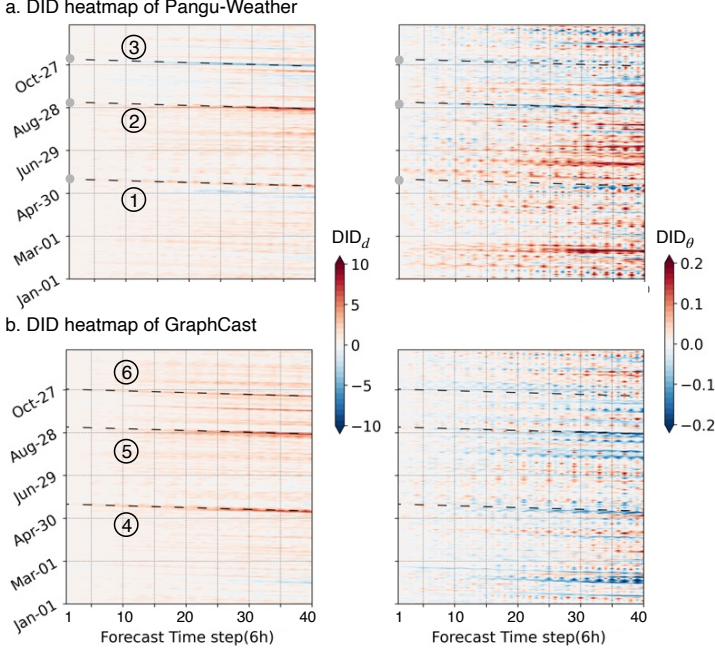 a. DID heatmap of Pangu-Weather
③
②
①
Oct-27
Aug-28
Jun-29
Apr-30
Mar-01
Jan-01
DID_d
10
5
0
−5
−10
DID_θ
0.2
0.1
0.0
−0.1
−0.2
b. DID heatmap of GraphCast
⑥
⑤
④
Oct-27
Aug-28
Jun-29
Apr-30
Mar-01
Jan-01
1 10 20 30 40
1 10 20 30 40
Forecast Time step(6h)
Forecast Time step(6h)